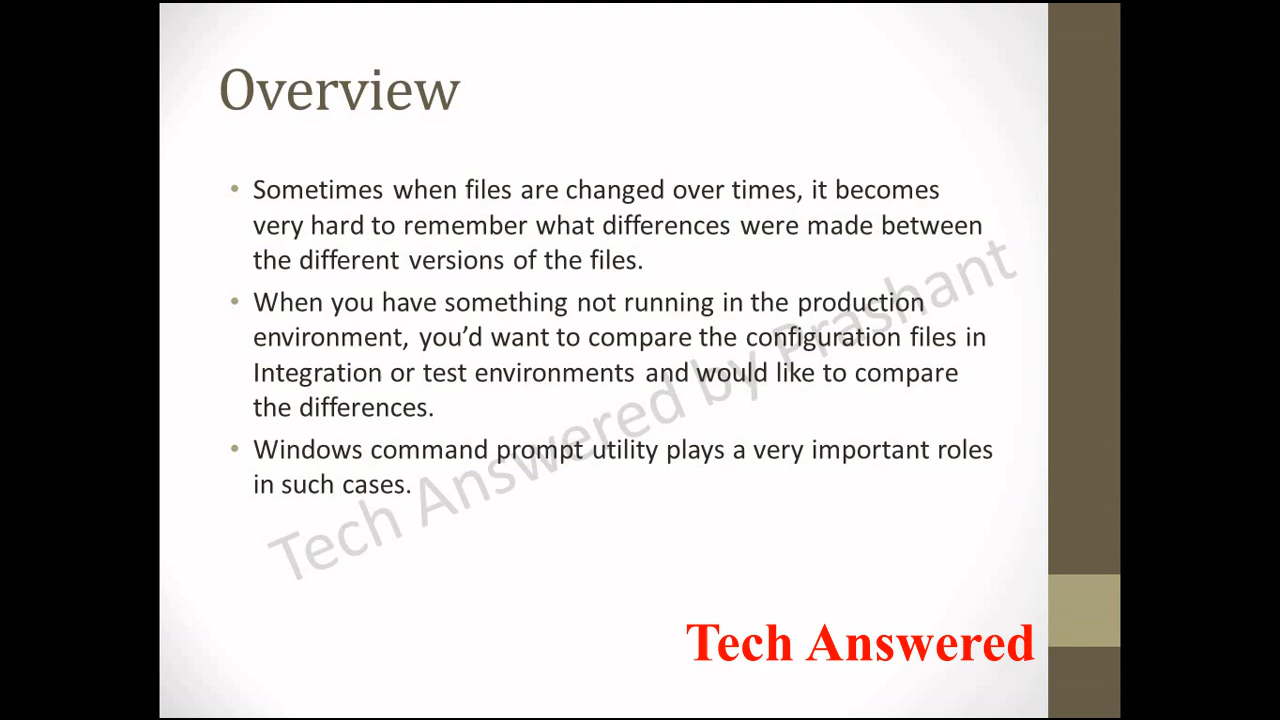 Overview
• Sometimes when files are changed over times, it becomes
very hard to remember what differences were made between
the different versions of the files.
• When you have something not running in the production
environment, you’d want to compare the configuration files in
Integration or test environments and would like to compare
the differences.
• Windows command prompt utility plays a very important roles
in such cases.
Tech Answered by Prashant
Tech Answered